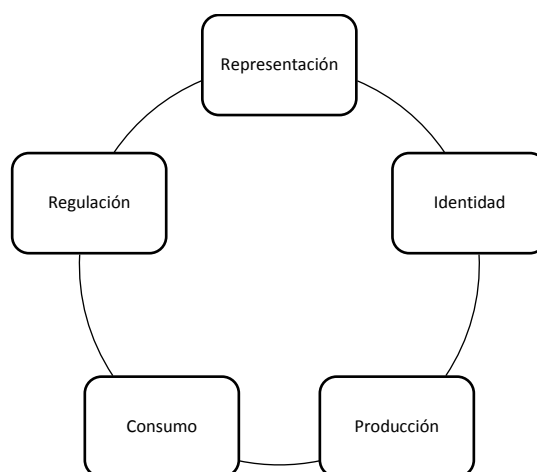 Representación
Regulación
Identidad
Consumo
Producción